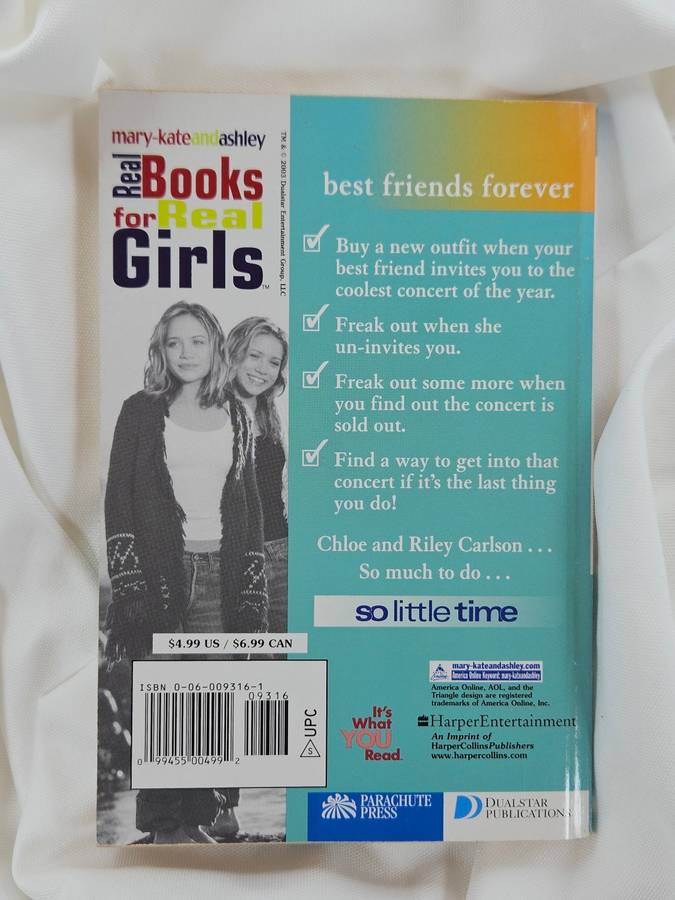 mary-kateandashley
Real Books
for Real
Girls™
TM & © 2003 Dualstar Entertainment Group, LLC
best friends forever
Buy a new outfit when your
best friend invites you to the
coolest concert of the year.
Freak out when she
un-invites you.
Freak out some more when
you find out the concert is
sold out.
Find a way to get into that
concert if it's the last thing
you do!
Chloe and Riley Carlson . . .
So much to do . . .
so little time
$4.99 US / $6.99 CAN
ISBN 0-06-009316-1
09316
0 99455 00499 2
S UPC
mary-kateandashley.com
America Online Keyword: mary-kateandashley
America Online, AOL, and the
Triangle design are registered
trademarks of America Online, Inc.
It's
What
YOU
Read™
HarperEntertainment
An Imprint of
HarperCollinsPublishers
www.harpercollins.com
PARACHUTE
PRESS
DUALSTAR
PUBLICATIONS